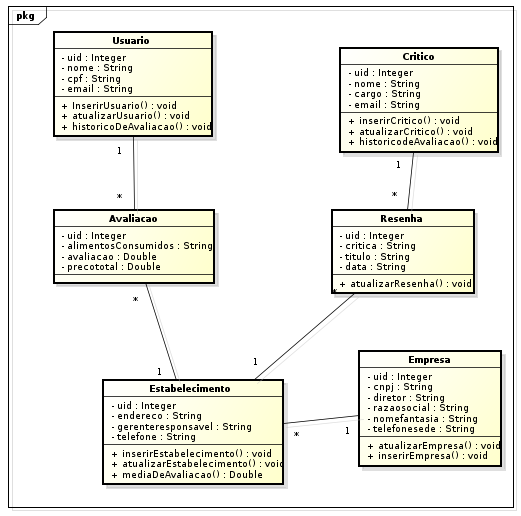 pkg
Usuario
- uid : Integer
- nome : String
- cpf : String
- email : String
+ InserirUsuario() : void
+ atualizarUsuario() : void
+ historicoDeAvaliacao() : void
Critico
- uid : Integer
- nome : String
- cargo : String
- email : String
+ inserirCritico() : void
+ atualizarCritico() : void
+ historicodeAvaliacao() : void
1
*
1
*
Avaliacao
- uid : Integer
- alimentosConsumidos : String
- avaliacao : Double
- precototal : Double
Resenha
- uid : Integer
- critica : String
- titulo : String
- data : String
+ atualizarResenha() : void
*
1
*
1
Estabelecimento
- uid : Integer
- endereco : String
- gerenteresponsavel : String
- telefone : String
+ inserirEstabelecimento() : void
+ atualizarEstabelecimento() : void
+ mediaDeAvaliacao() : Double
*
1
Empresa
- uid : Integer
- cnpj : String
- diretor : String
- razaosocial : String
- nomefantasia : String
- telefonesede : String
+ atualizarEmpresa() : void
+ inserirEmpresa() : void